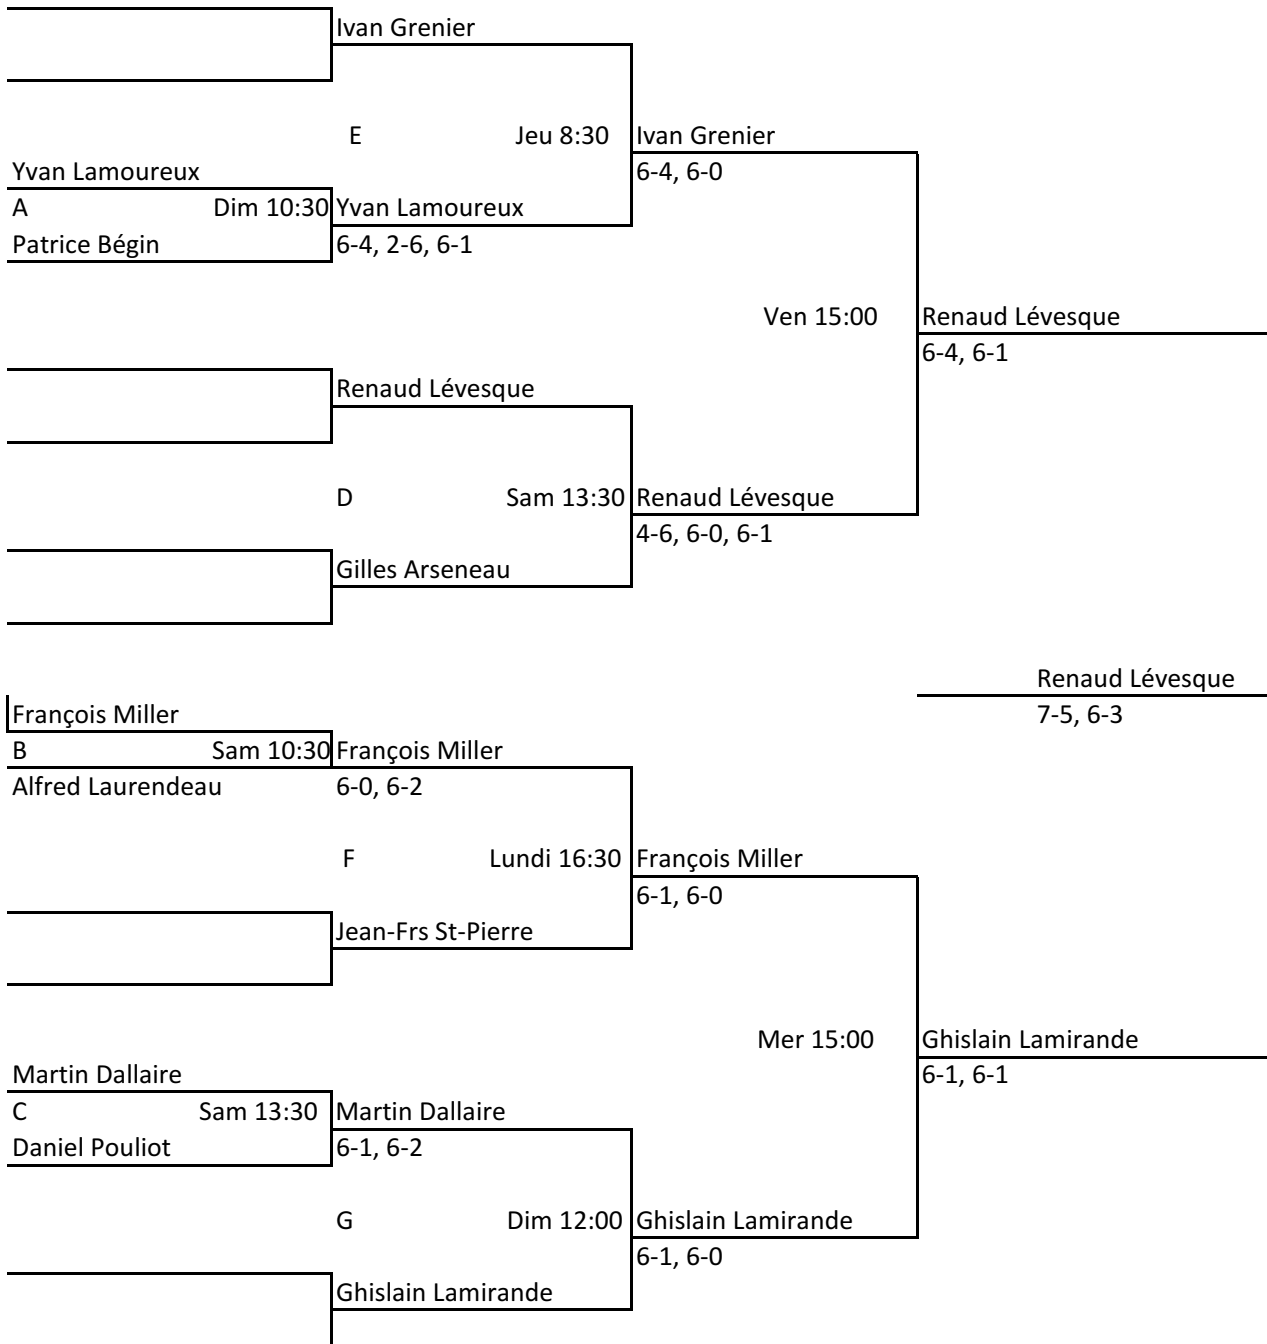 Ivan Grenier
E Jeu 8:30 Ivan Grenier
Yvan Lamoureux 6-4, 6-0
A Dim 10:30 Yvan Lamoureux
Patrice Bégin 6-4, 2-6, 6-1
Ven 15:00 Renaud Lévesque
6-4, 6-1
Renaud Lévesque
D Sam 13:30 Renaud Lévesque
4-6, 6-0, 6-1
Gilles Arseneau
Renaud Lévesque
François Miller 7-5, 6-3
B Sam 10:30 François Miller
Alfred Laurendeau 6-0, 6-2
F Lundi 16:30 François Miller
6-1, 6-0
Jean-Frs St-Pierre
Mer 15:00 Ghislain Lamirande
Martin Dallaire 6-1, 6-1
C Sam 13:30 Martin Dallaire
Daniel Pouliot 6-1, 6-2
G Dim 12:00 Ghislain Lamirande
6-1, 6-0
Ghislain Lamirande